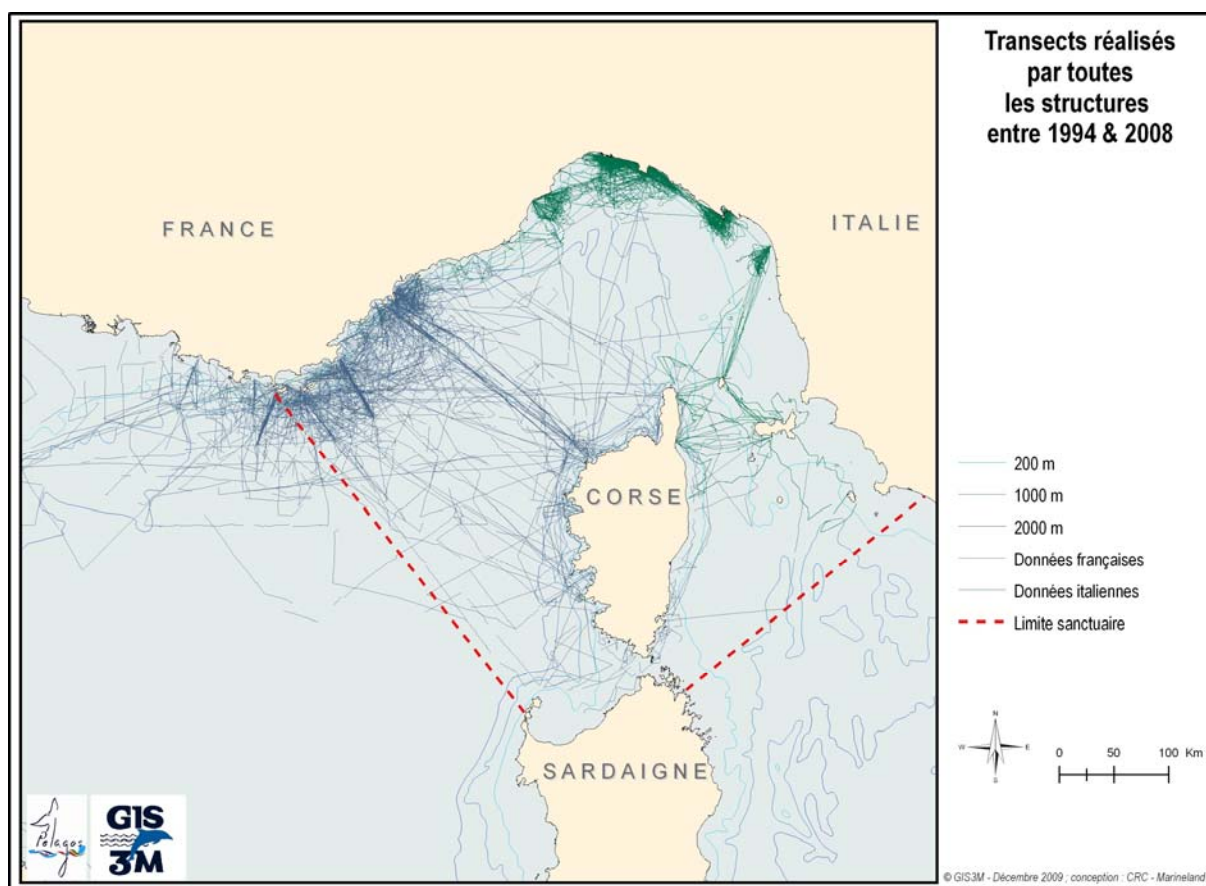 Transects réalisés
par toutes
les structures
entre 1994 & 2008
FRANCE
ITALIE
CORSE
SARDAIGNE
200 m
1000 m
2000 m
Données françaises
Données italiennes
Limite sanctuaire
N
W E
S
0 50 100 Km
Pelagos
GIS
3M
© GIS3M - Décembre 2009 ; conception : CRC - Marineland